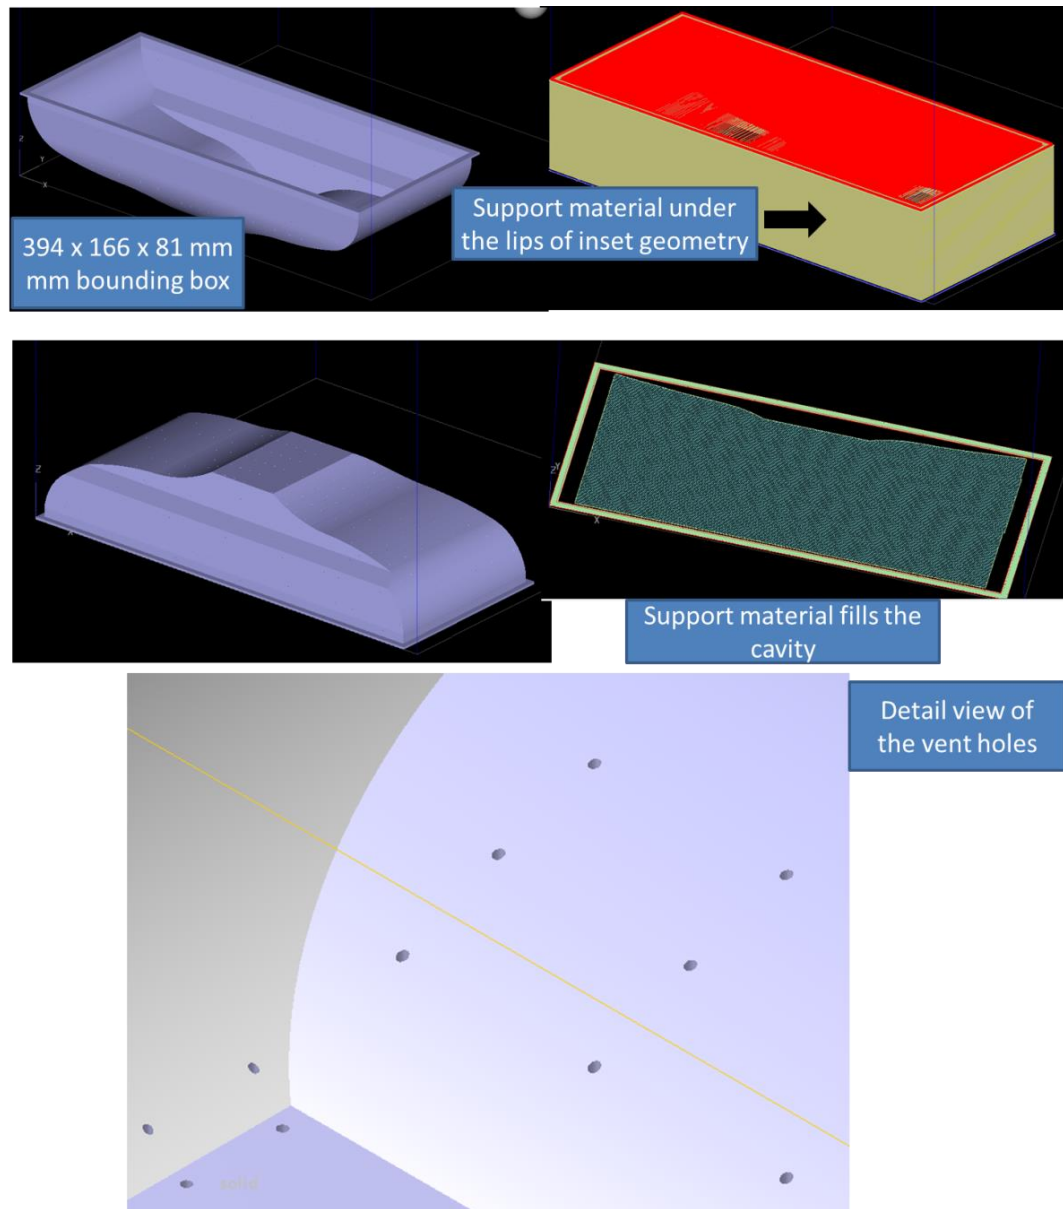 Z
Y
X
394 x 166 x 81 mm
mm bounding box
Support material under
the lips of inset geometry
Z
X
Z
X
Support material fills the
cavity
Detail view of
the vent holes
solid